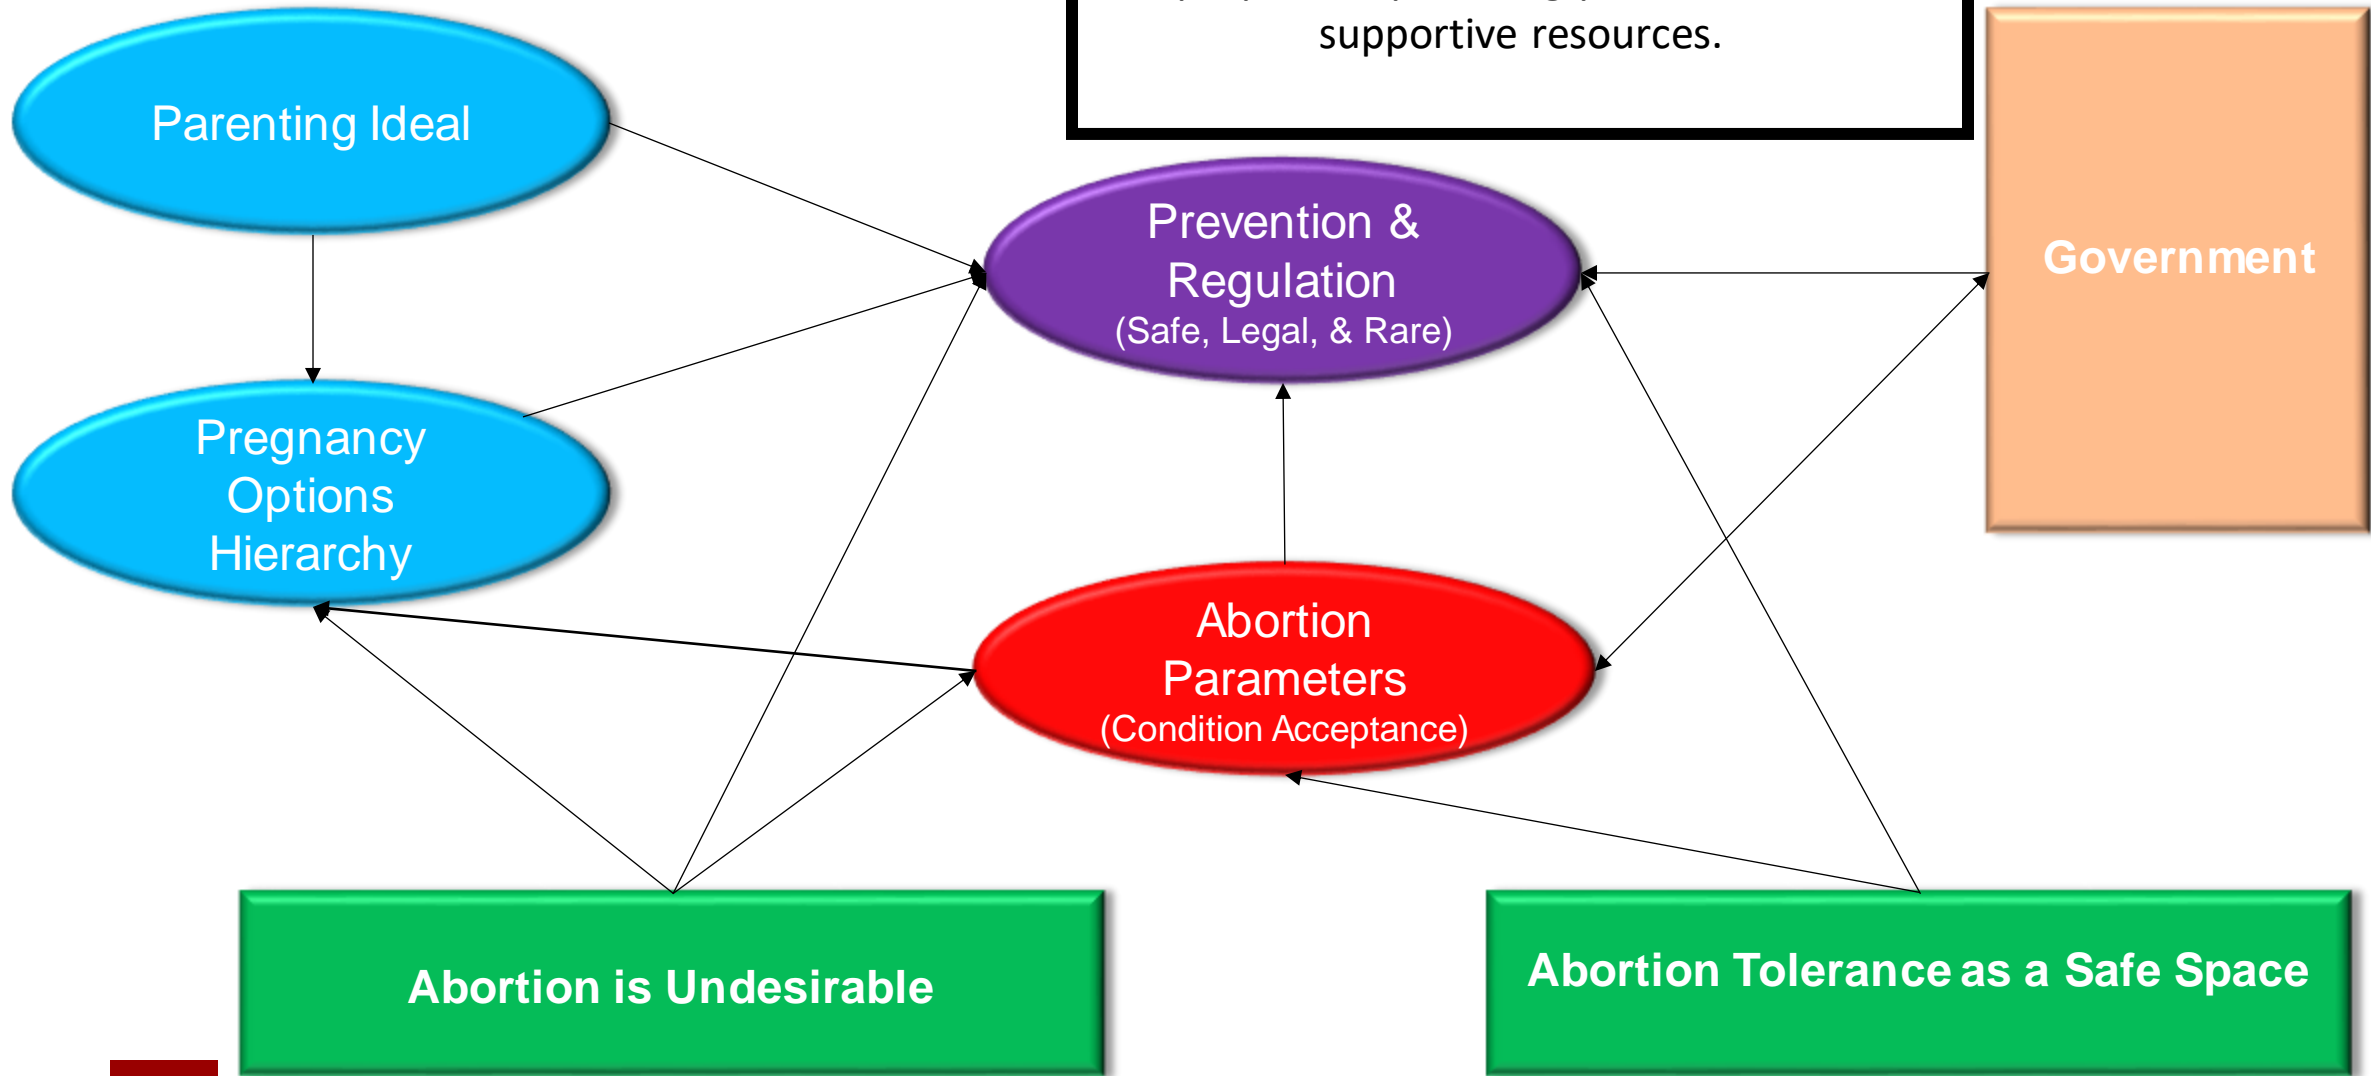 supportive resources.
Parenting Ideal
Prevention &
Regulation
(Safe, Legal, & Rare)
Government
Pregnancy
Options
Hierarchy
Abortion
Parameters
(Condition Acceptance)
Abortion is Undesirable
Abortion Tolerance as a Safe Space